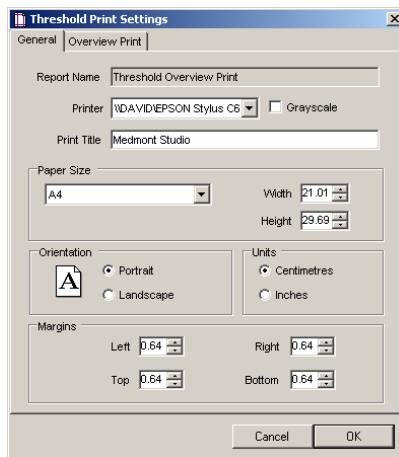 Threshold Print Settings
General Overview Print
Report Name Threshold Overview Print
Printer \\DAVID\EPSON Stylus C6 Grayscale
Print Title Medmont Studio
Paper Size
A4 Width 21.01
Height 29.69
Orientation Units
A Portrait Centimetres
Landscape Inches
Margins
Left 0.64 Right 0.64
Top 0.64 Bottom 0.64
Cancel OK